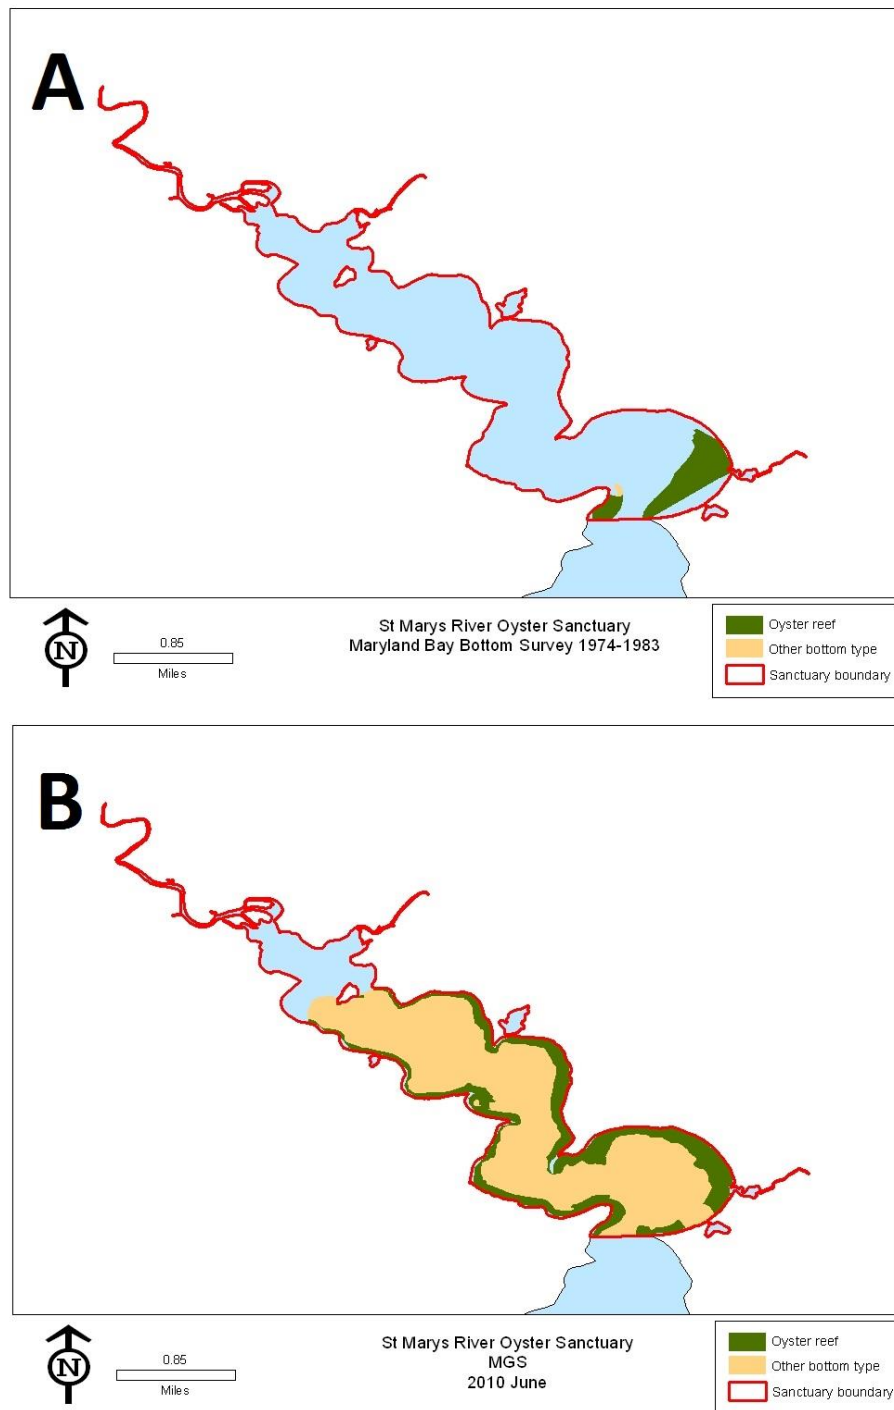 A
N
0.85
Miles
St Marys River Oyster Sanctuary
Maryland Bay Bottom Survey 1974-1983
Oyster reef
Other bottom type
Sanctuary boundary
B
N
0.85
Miles
St Marys River Oyster Sanctuary
MGS
2010 June
Oyster reef
Other bottom type
Sanctuary boundary